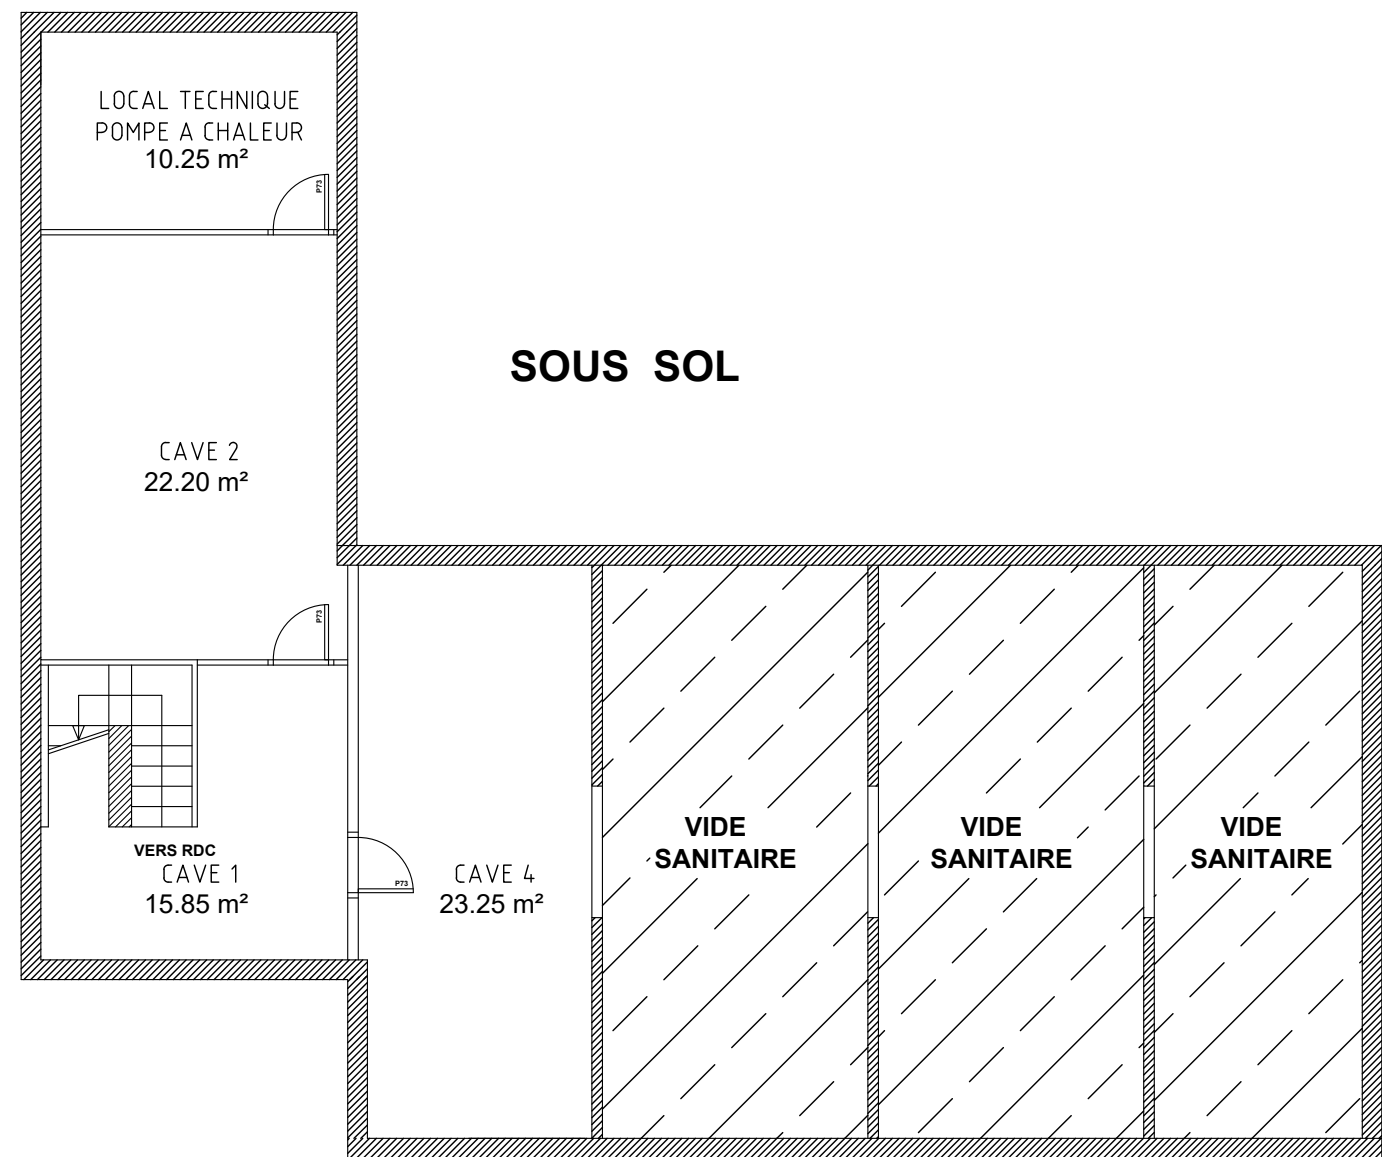 LOCAL TECHNIQUE
POMPE A CHALEUR
10.25 m²
P73
SOUS SOL
CAVE 2
22.20 m²
P73
VERS RDC
CAVE 1
15.85 m²
P73
CAVE 4
23.25 m²
VIDE
SANITAIRE
VIDE
SANITAIRE
VIDE
SANITAIRE